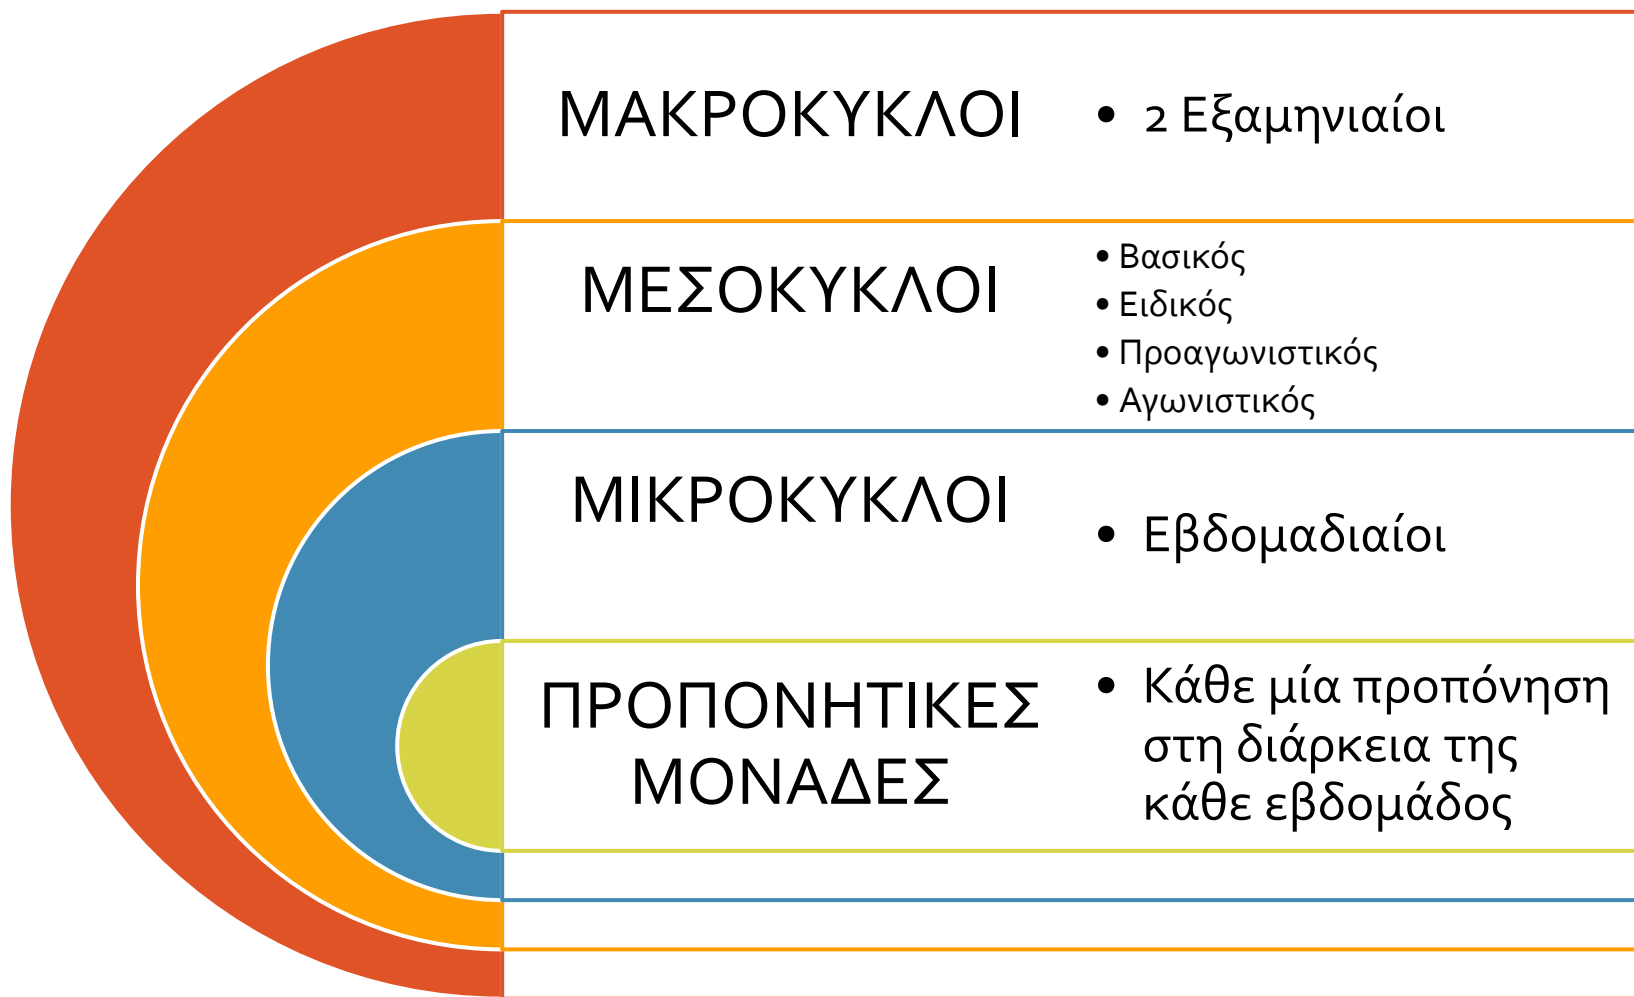 ΜΑΚΡΟΚΥΚΛΟΙ
• 2 Εξαμηνιαίοι
ΜΕΣΟΚΥΚΛΟΙ
• Βασικός
• Ειδικός
• Προαγωνιστικός
• Αγωνιστικός
ΜΙΚΡΟΚΥΚΛΟΙ
• Εβδομαδιαίοι
ΠΡΟΠΟΝΗΤΙΚΕΣ
ΜΟΝΑΔΕΣ
• Κάθε μία προπόνηση
στη διάρκεια της
κάθε εβδομάδος